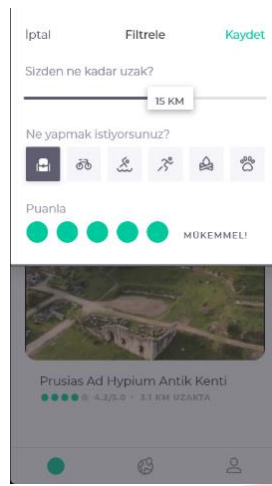 İptal Filtrele Kaydet
Sizden ne kadar uzak?
15 KM
Ne yapmak istiyorsunuz?
Puanla
MÜKEMMEL!
Prusias Ad Hypium Antik Kenti
4.2/5.0 • 3.1 KM UZAKTA